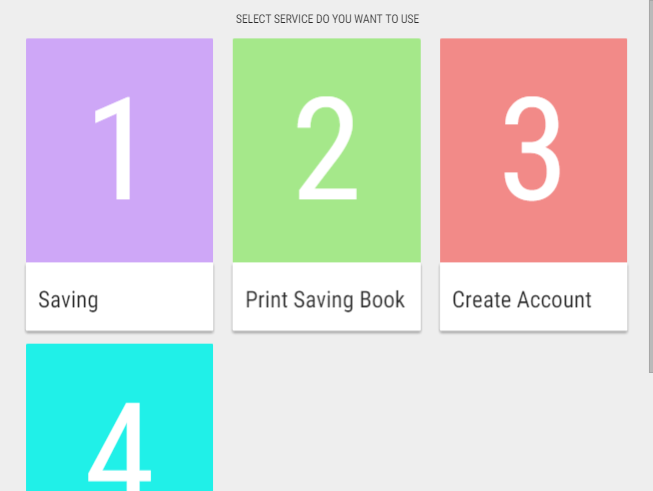 SELECT SERVICE DO YOU WANT TO USE
1
2
3
Saving
Print Saving Book
Create Account
4